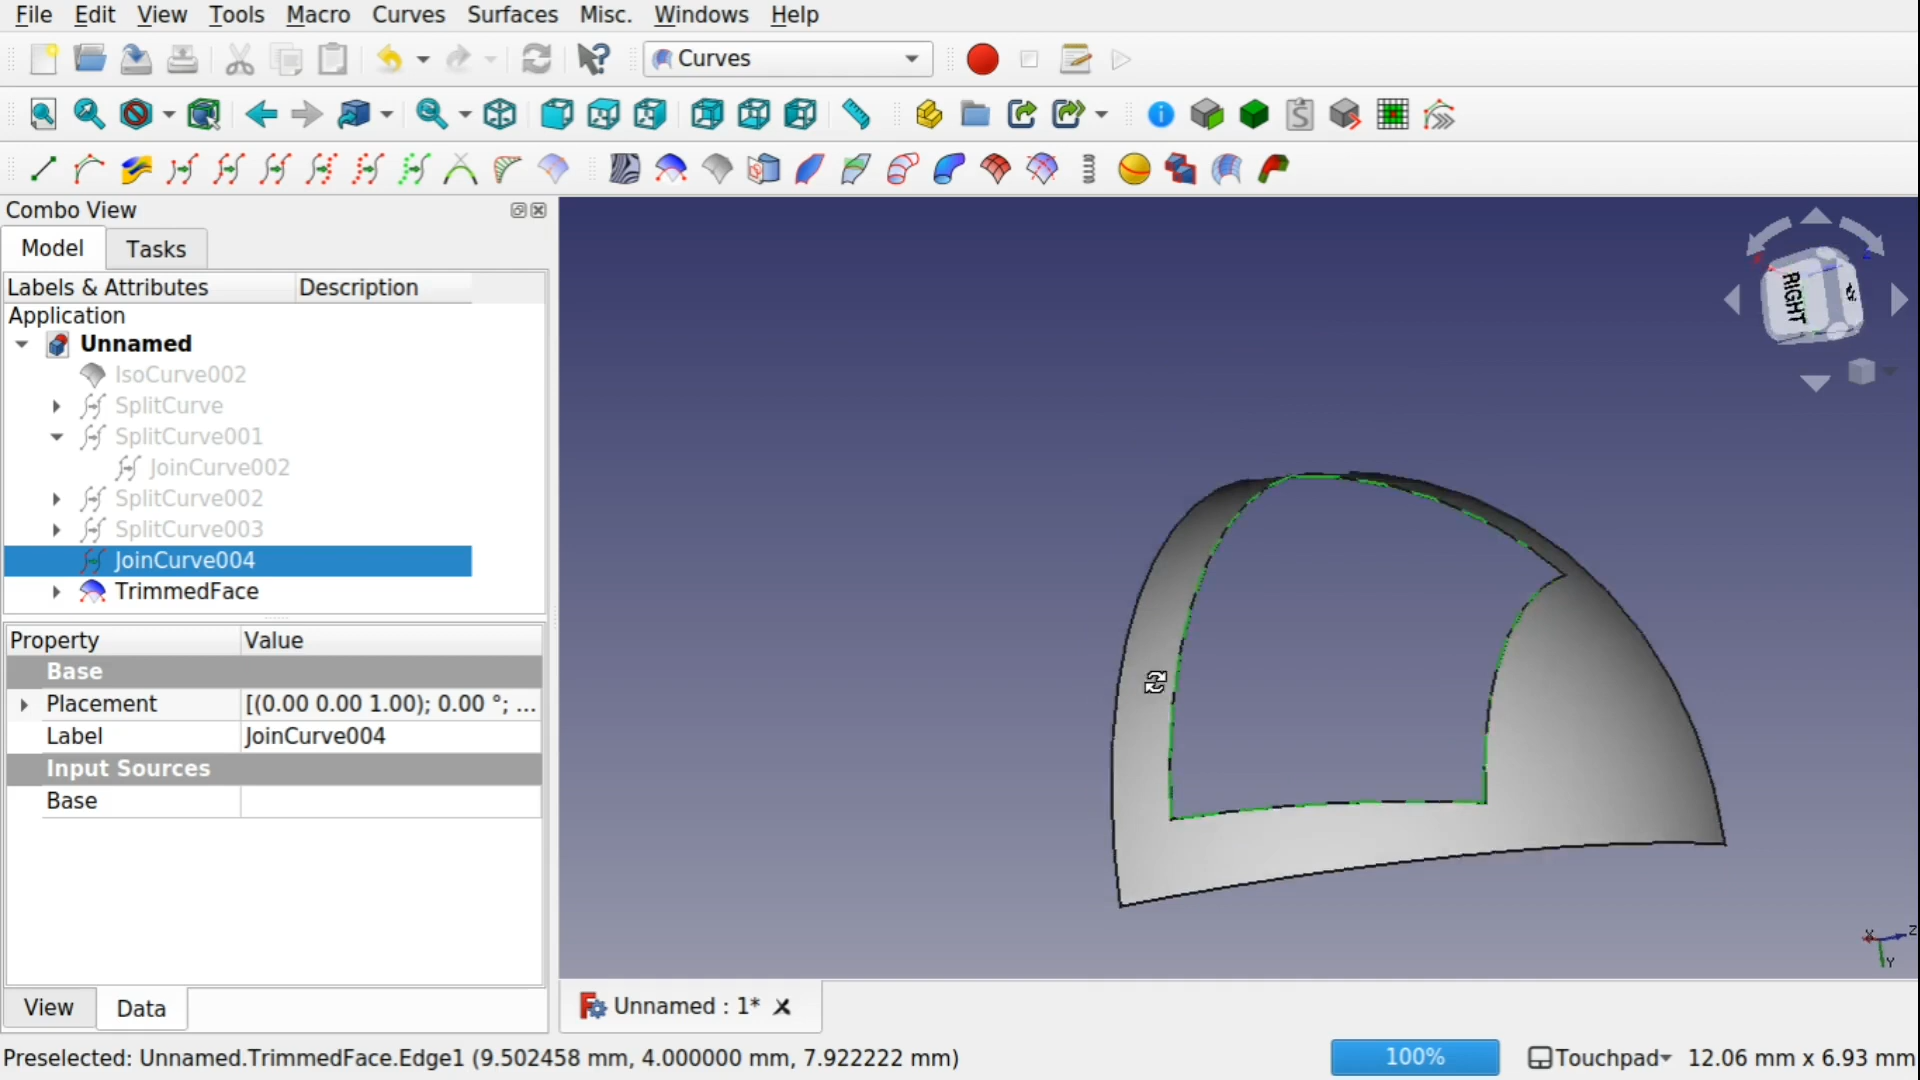 File Edit View Tools Macro Curves Surfaces Misc. Windows Help
Curves
Combo View
Model Tasks
Labels & Attributes Description
Application
Unnamed
IsoCurve002
SplitCurve
SplitCurve001
JoinCurve002
SplitCurve002
SplitCurve003
JoinCurve004
TrimmedFace
Property Value
Base
Placement [(0.00 0.00 1.00); 0.00 °; ...
Label JoinCurve004
Input Sources
Base
View Data
RIGHT
X Z
Y
Unnamed : 1*
Preselected: Unnamed.TrimmedFace.Edge1 (9.502458 mm, 4.000000 mm, 7.922222 mm) 100% Touchpad 12.06 mm x 6.93 mm